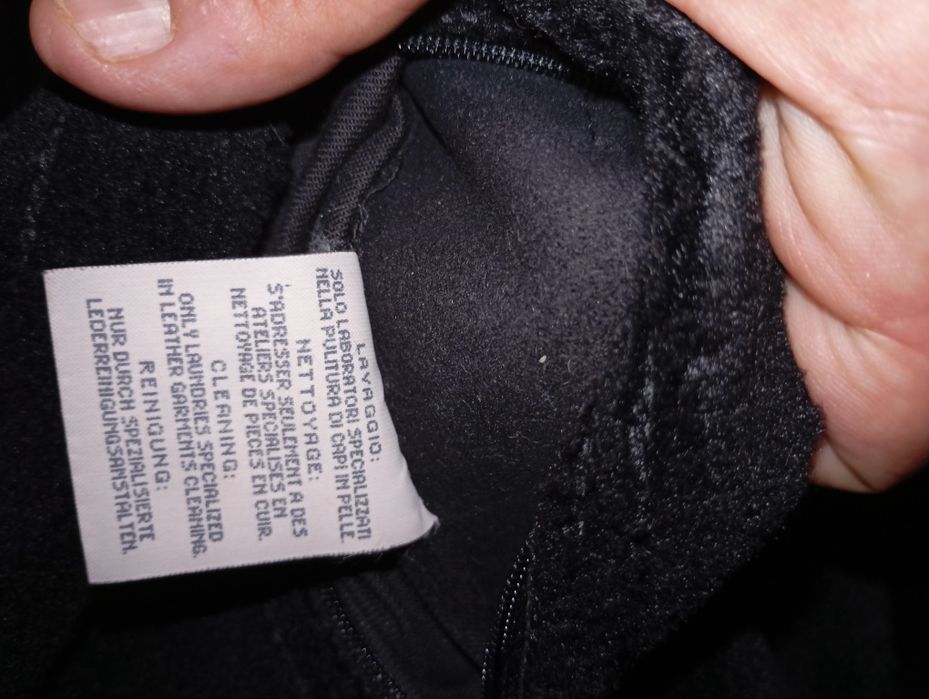 LAVAGGIO:
SOLO LABORATORI SPECIALIZZATI
NELLA PULITURA DI CAPI IN PELLE
NETTOYAGE:
S'ADRESSER SEULEMENT A DES
ATELIERS SPECIALISES EN
NETTOYAGE DE PIECES EN CUIR.
CLEANING:
ONLY LAUNDRIES SPECIALIZED
IN LEATHER GARMENTS CLEANING.
REINIGUNG:
NUR DURCH SPEZIALISIERTE
LEDERREINIGUNGSANSTALTEN.